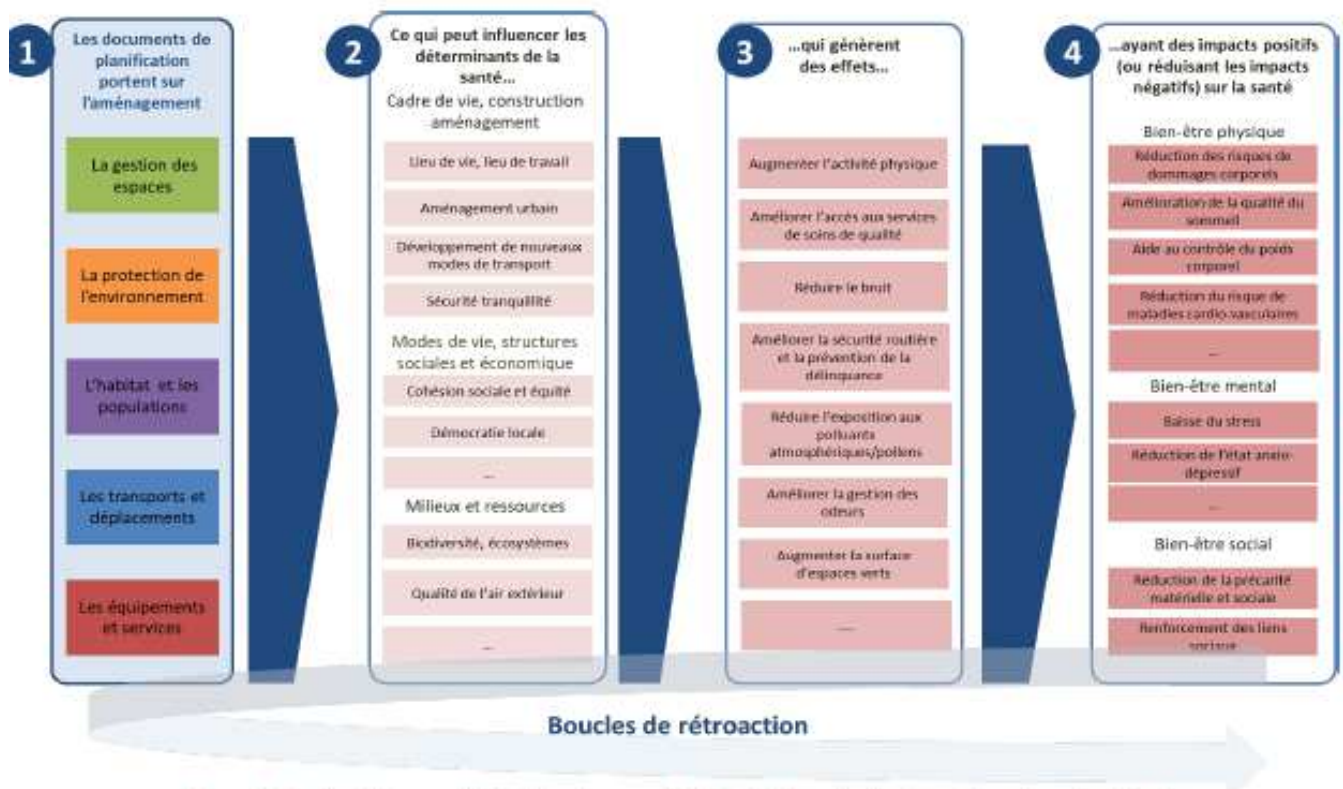 1
Les documents de
planification
portent sur
l'aménagement
La gestion des
espaces
La protection de
l'environnement
L'habitat et les
populations
Les transports et
déplacements
Les équipements
et services
2
Ce qui peut influencer les
déterminants de la
santé...
Cadre de vie, construction
aménagement
Lieu de vie, lieu de travail
Aménagement urbain
Développement de nouveaux
modes de transport
Sécurité tranquillité
Modes de vie, structures
sociales et économique
Cohésion sociale et équité
Démocratie locale
...
Milieux et ressources
Biodiversité, écosystèmes
Qualité de l'air extérieur
...
3
...qui génèrent
des effets...
Augmenter l'activité physique
Améliorer l'accès aux services
de soins de qualité
Réduire le bruit
Améliorer la sécurité routière
et la prévention de la
délinquance
Réduire l'exposition aux
polluants
atmosphériques/pollens
Améliorer la gestion des
odeurs
Augmenter la surface
d'espaces verts
....
4
...ayant des impacts positifs
(ou réduisant les impacts
négatifs) sur la santé
Bien-être physique
Réduction des risques de
dommages corporels
Amélioration de la qualité du
sommeil
Aide au contrôle du poids
corporel
Réduction du risque de
maladies cardio-vasculaires
...
Bien-être mental
Baisse du stress
Réduction de l'état anxio-
dépressif
...
Bien-être social
Réduction de la précarité
matérielle et sociale
Renforcement des liens
sociaux
Boucles de rétroaction